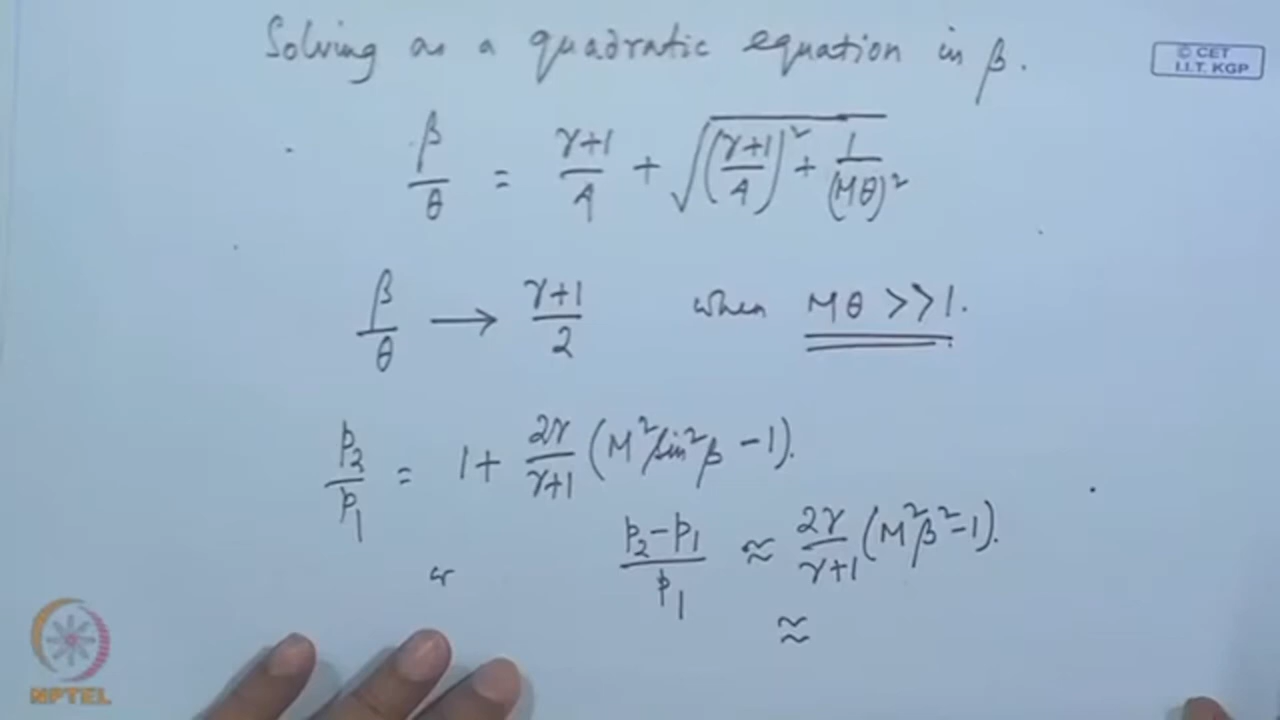 Solving as a quadratic equation in β.
© CET
I.I.T. KGP
β/θ = (γ+1)/4 + √(((γ+1)/4)² + 1/(Mθ)²)
β/θ → (γ+1)/2 when Mθ >> 1.
p₂/p₁ = 1 + 2γ/(γ+1) (M² sin²β − 1).
or (p₂ − p₁)/p₁ ≈ 2γ/(γ+1) (M²β² − 1).
≈
NPTEL